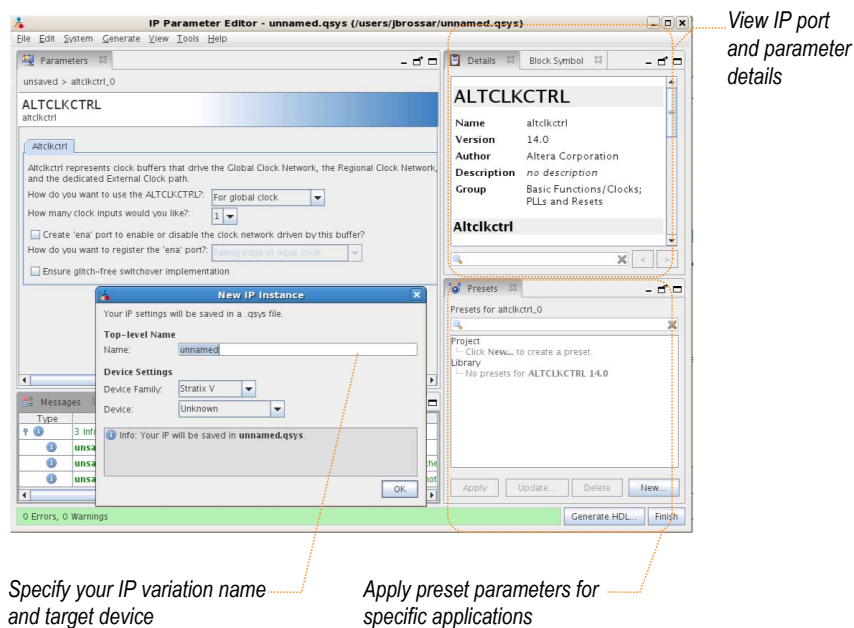 IP Parameter Editor - unnamed.qsys (/users/jbrossar/unnamed.qsys)
File Edit System Generate View Tools Help
Parameters
unsaved > altclkctrl_0
ALTCLKCTRL
altclkctrl
Altclkctrl
Altclkctrl represents clock buffers that drive the Global Clock Network, the Regional Clock Network,
and the dedicated External Clock path.
How do you want to use the ALTCLKCTRL?: For global clock
How many clock inputs would you like?: 1
Create 'ena' port to enable or disable the clock network driven by this buffer?
How do you want to register the 'ena' port?: Falling edge of input clock
Ensure glitch-free switchover implementation
Details Block Symbol
ALTCLKCTRL
Name altclkctrl
Version 14.0
Author Altera Corporation
Description no description
Group Basic Functions/Clocks;
PLLs and Resets
Altclkctrl
< >
Presets
Presets for altclkctrl_0
Project
Click New... to create a preset.
Library
No presets for ALTCLKCTRL 14.0
Apply Update... Delete New...
New IP Instance
Your IP settings will be saved in a .qsys file.
Top-level Name
Name: unnamed
Device Settings
Device Family: Stratix V
Device: Unknown
Info: Your IP will be saved in unnamed.qsys.
OK
Messages
Type
3 Info
unsa
unsa
unsa
0 Errors, 0 Warnings
Generate HDL... Finish
View IP port
and parameter
details
Specify your IP variation name
and target device
Apply preset parameters for
specific applications